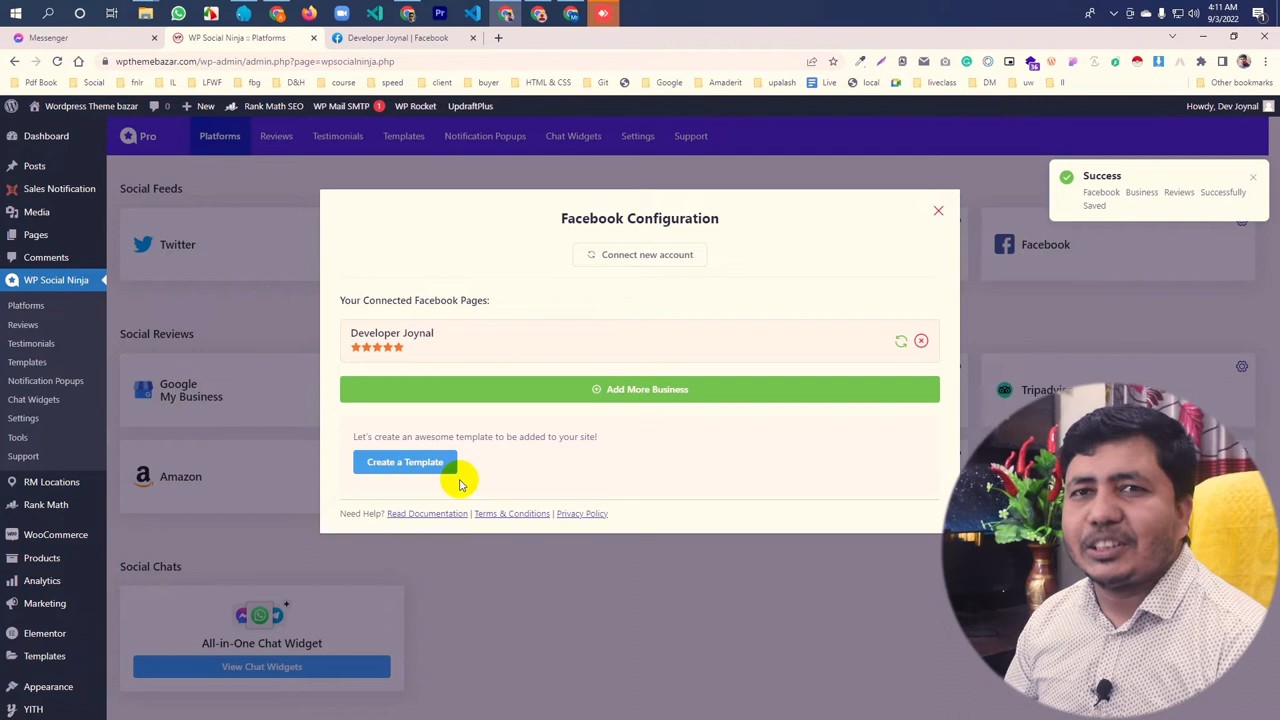 4:11 AM
9/3/2022
Messenger
WP Social Ninja :: Platforms
Developer Joynal | Facebook
wpthemebazar.com/wp-admin/admin.php?page=wpsocialninja.php
Pdf Book
Social
fnlr
IL
LFWF
fbg
D&H
course
speed
client
buyer
HTML & CSS
Git
Google
Amaderit
upalash
Live
local
liveclass
DM
uw
Il
Other bookmarks
Wordpress Theme bazar
0
New
Rank Math SEO
WP Mail SMTP 1
WP Rocket
UpdraftPlus
Howdy, Dev Joynal
Pro
Platforms
Reviews
Testimonials
Templates
Notification Popups
Chat Widgets
Settings
Support
Dashboard
Posts
Sales Notification
Media
Pages
Comments
WP Social Ninja
Platforms
Reviews
Testimonials
Templates
Notification Popups
Chat Widgets
Settings
Tools
Support
RM Locations
Rank Math
WooCommerce
Products
Analytics
Marketing
Elementor
Templates
Appearance
YITH
Social Feeds
Twitter
Facebook
Success
Facebook Business Reviews Successfully
Saved
Social Reviews
Google
My Business
Tripadvis
Amazon
Facebook Configuration
Connect new account
Your Connected Facebook Pages:
Developer Joynal
Add More Business
Let's create an awesome template to be added to your site!
Create a Template
Need Help? Read Documentation | Terms & Conditions | Privacy Policy
Social Chats
All-in-One Chat Widget
View Chat Widgets